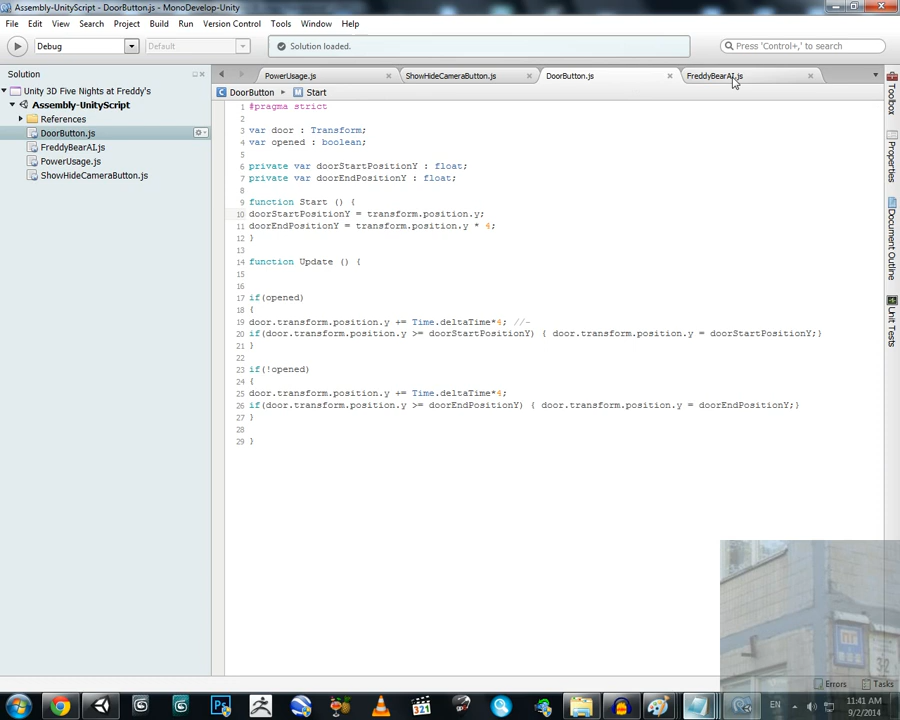 Assembly-UnityScript - DoorButton.js - MonoDevelop-Unity
File Edit View Search Project Build Run Version Control Tools Window Help
Debug Default Solution loaded. Press 'Control+,' to search
Solution PowerUsage.js ShowHideCameraButton.js DoorButton.js FreddyBearAI.js
Unity 3D Five Nights at Freddy's
Assembly-UnityScript
References
DoorButton.js
FreddyBearAI.js
PowerUsage.js
ShowHideCameraButton.js
DoorButton Start
1 #pragma strict
2
3 var door : Transform;
4 var opened : boolean;
5
6 private var doorStartPositionY : float;
7 private var doorEndPositionY : float;
8
9 function Start () {
10 doorStartPositionY = transform.position.y;
11 doorEndPositionY = transform.position.y * 4;
12 }
13
14 function Update () {
15
16
17 if(opened)
18 {
19 door.transform.position.y += Time.deltaTime*4; //-
20 if(door.transform.position.y >= doorStartPositionY) { door.transform.position.y = doorStartPositionY;}
21 }
22
23 if(!opened)
24 {
25 door.transform.position.y += Time.deltaTime*4;
26 if(door.transform.position.y >= doorEndPositionY) { door.transform.position.y = doorEndPositionY;}
27 }
28
29 }
Toolbox
Properties
Document Outline
Unit Tests
32
Errors Tasks
321
EN
11:41 AM
9/2/2014